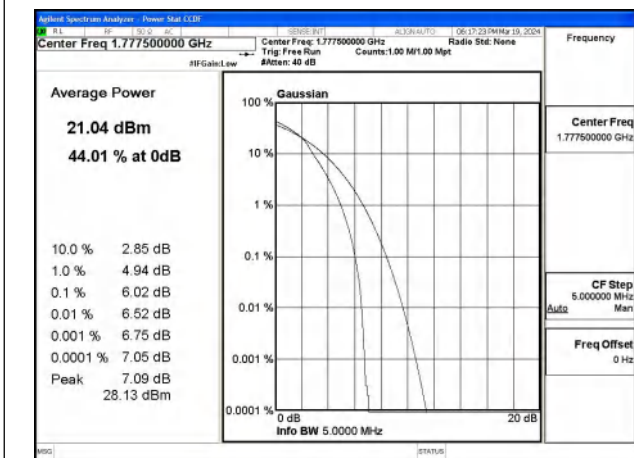 Agilent Spectrum Analyzer - Power Stat CCDF
RL RF 50 Ω AC SENSE:INT ALIGN AUTO 06:17:23 PM Mar 19, 2024
Center Freq 1.777500000 GHz
Center Freq: 1.777500000 GHz Radio Std: None
Trig: Free Run Counts:1.00 M/1.00 Mpt
#IFGain:Low #Atten: 40 dB
Frequency
Average Power
21.04 dBm
44.01 % at 0dB
10.0 % 2.85 dB
1.0 % 4.94 dB
0.1 % 6.02 dB
0.01 % 6.52 dB
0.001 % 6.75 dB
0.0001 % 7.05 dB
Peak 7.09 dB
28.13 dBm
Gaussian
100 %
10 %
1 %
0.1 %
0.01 %
0.001 %
0.0001 %
0 dB 20 dB
Info BW 5.0000 MHz
Center Freq
1.777500000 GHz
CF Step
5.000000 MHz
Auto Man
Freq Offset
0 Hz
MSG STATUS